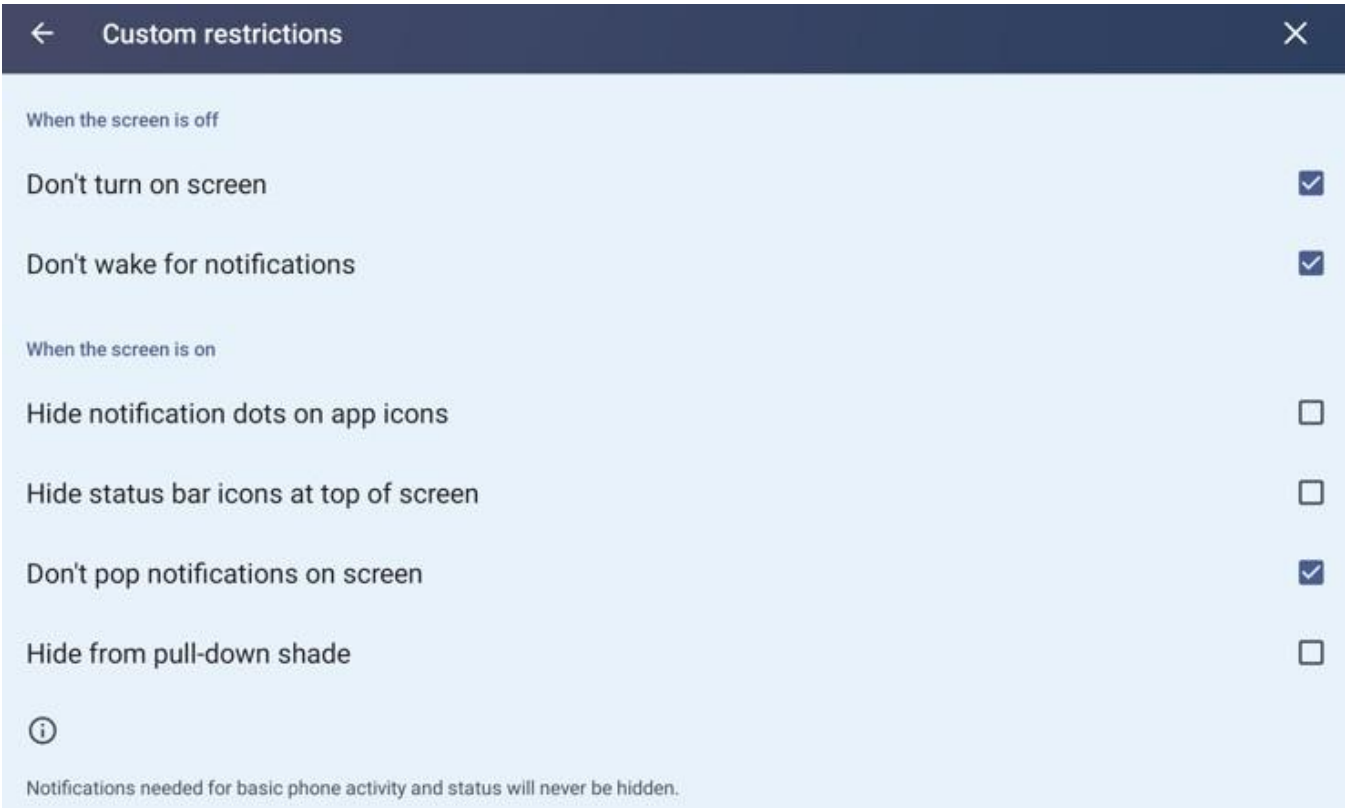 Custom restrictions
When the screen is off
Don't turn on screen
Don't wake for notifications
When the screen is on
Hide notification dots on app icons
Hide status bar icons at top of screen
Don't pop notifications on screen
Hide from pull-down shade
Notifications needed for basic phone activity and status will never be hidden.